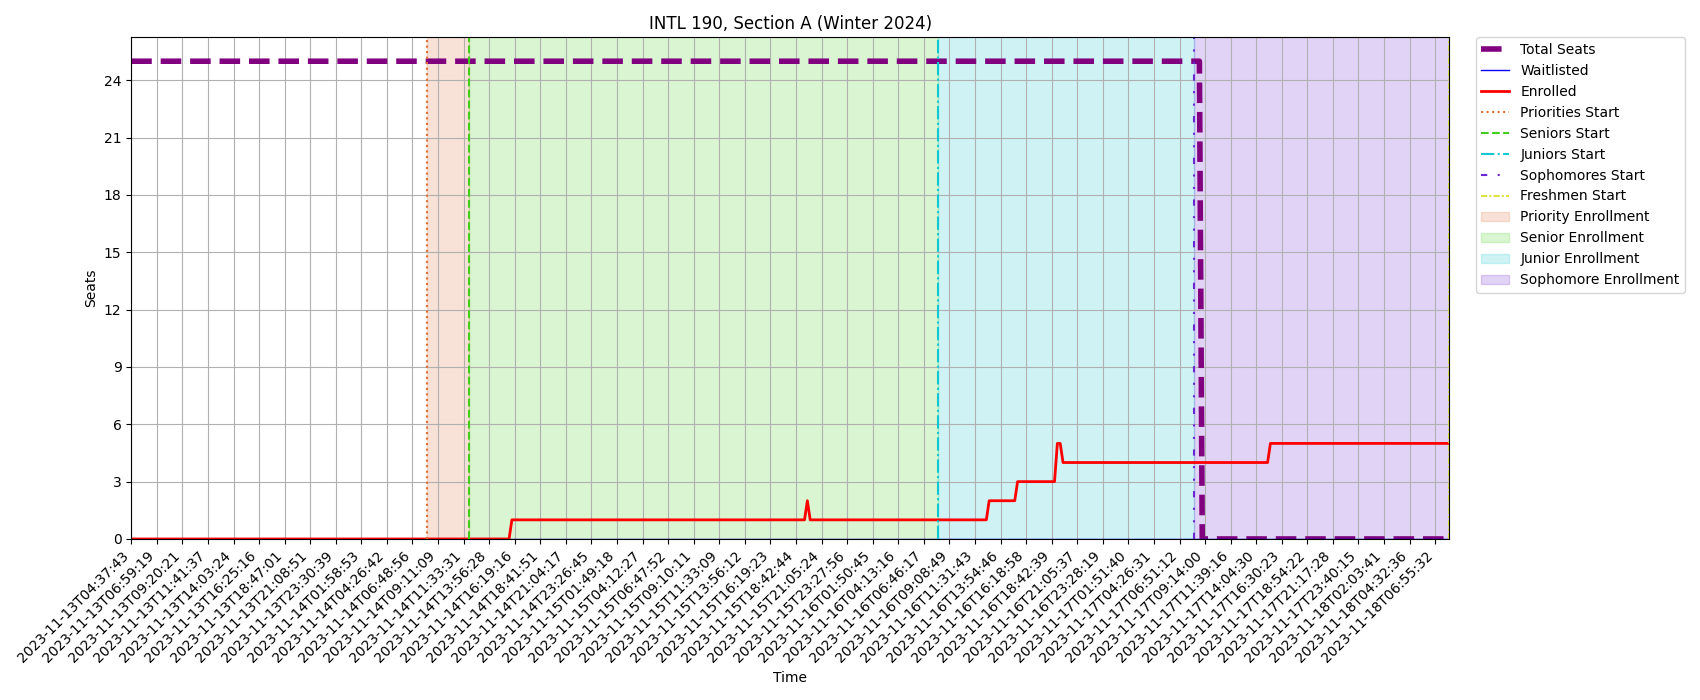 INTL 190, Section A (Winter 2024)
Total Seats
Waitlisted
Enrolled
Priorities Start
Seniors Start
Juniors Start
Sophomores Start
Freshmen Start
Priority Enrollment
Senior Enrollment
Junior Enrollment
Sophomore Enrollment
Seats
24
21
18
15
12
9
6
3
0
2023-11-13T04:37:43
2023-11-13T06:59:19
2023-11-13T09:20:21
2023-11-13T11:41:37
2023-11-13T14:03:24
2023-11-13T16:25:16
2023-11-13T18:47:01
2023-11-13T21:08:51
2023-11-13T23:30:39
2023-11-14T01:58:53
2023-11-14T04:26:42
2023-11-14T06:48:56
2023-11-14T09:11:09
2023-11-14T11:33:31
2023-11-14T13:56:28
2023-11-14T16:19:16
2023-11-14T18:41:51
2023-11-14T21:04:17
2023-11-14T23:26:45
2023-11-15T01:49:18
2023-11-15T04:12:27
2023-11-15T06:47:52
2023-11-15T09:10:11
2023-11-15T11:33:09
2023-11-15T13:56:12
2023-11-15T16:19:23
2023-11-15T18:42:44
2023-11-15T21:05:24
2023-11-15T23:27:56
2023-11-16T01:50:45
2023-11-16T04:13:16
2023-11-16T06:46:17
2023-11-16T09:08:49
2023-11-16T11:31:43
2023-11-16T13:54:46
2023-11-16T16:18:58
2023-11-16T18:42:39
2023-11-16T21:05:37
2023-11-16T23:28:19
2023-11-17T01:51:40
2023-11-17T04:26:31
2023-11-17T06:51:12
2023-11-17T09:14:00
2023-11-17T11:39:16
2023-11-17T14:04:30
2023-11-17T16:30:23
2023-11-17T18:54:22
2023-11-17T21:17:28
2023-11-17T23:40:15
2023-11-18T02:03:41
2023-11-18T04:32:36
2023-11-18T06:55:32
Time